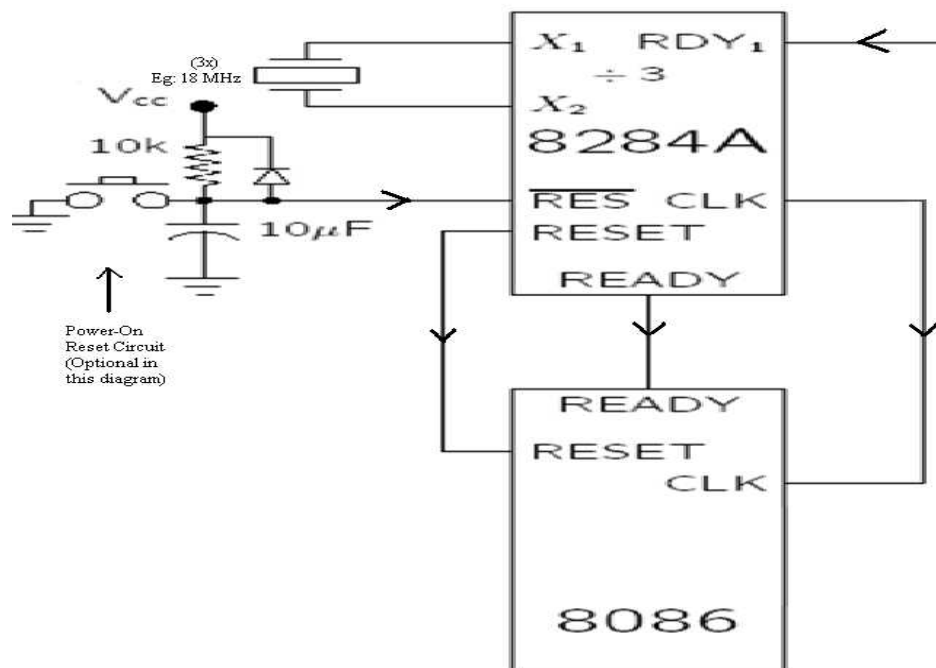 X₁ RDY₁
(3x)
Eg: 18 MHz
÷ 3
Vcc
X₂
10k
8284A
RES CLK
10μF
RESET
READY
Power-On
Reset Circuit
(Optional in
this diagram)
READY
RESET
CLK
8086